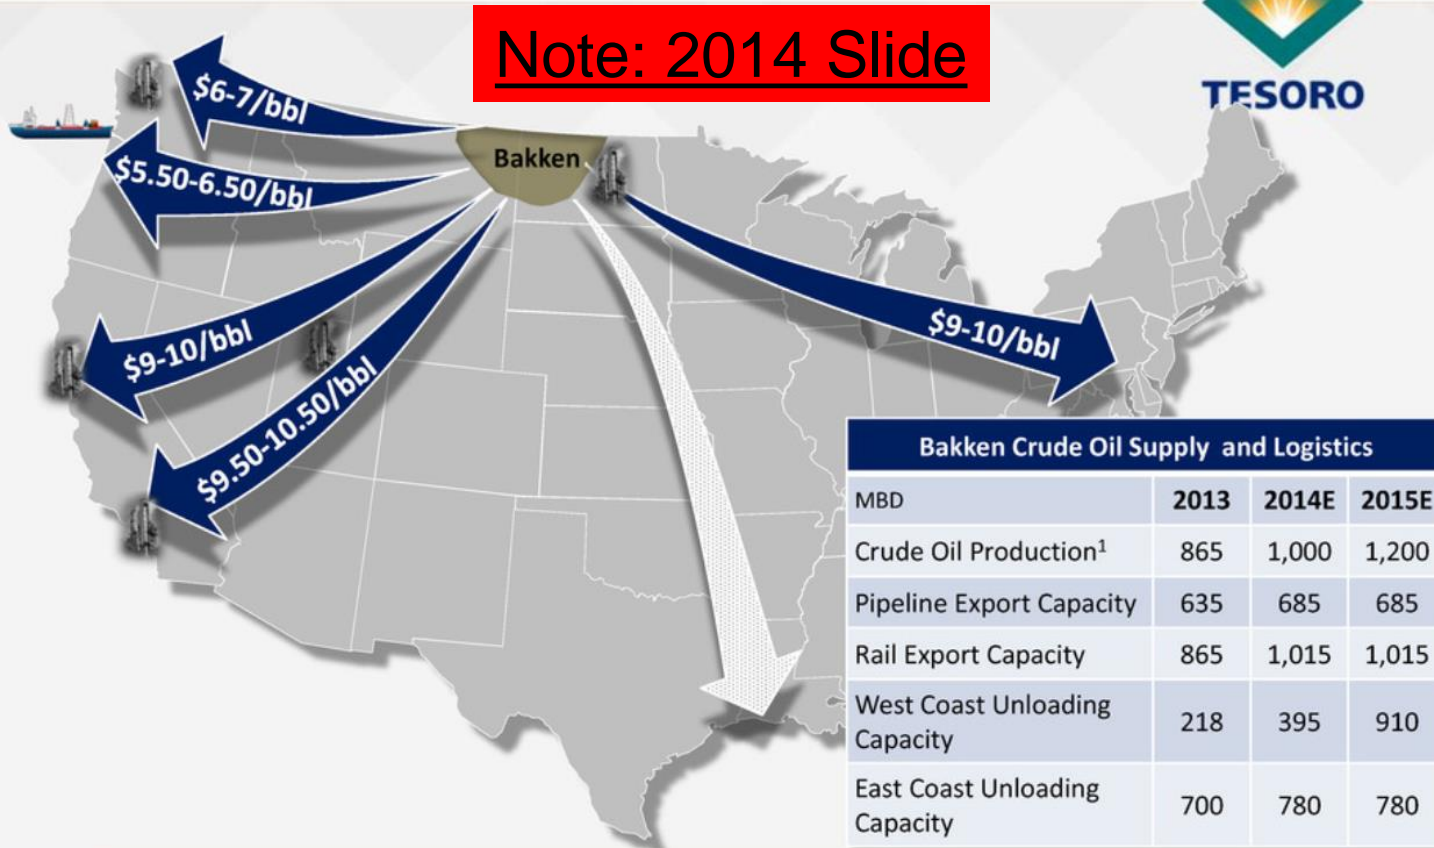 Note: 2014 Slide
TESORO
$6-7/bbl
Bakken
$5.50-6.50/bbl
$9-10/bbl
$9.50-10.50/bbl
$9-10/bbl
Bakken Crude Oil Supply and Logistics
MBD 2013 2014E 2015E
Crude Oil Production¹ 865 1,000 1,200
Pipeline Export Capacity 635 685 685
Rail Export Capacity 865 1,015 1,015
West Coast Unloading
Capacity 218 395 910
East Coast Unloading
Capacity 700 780 780